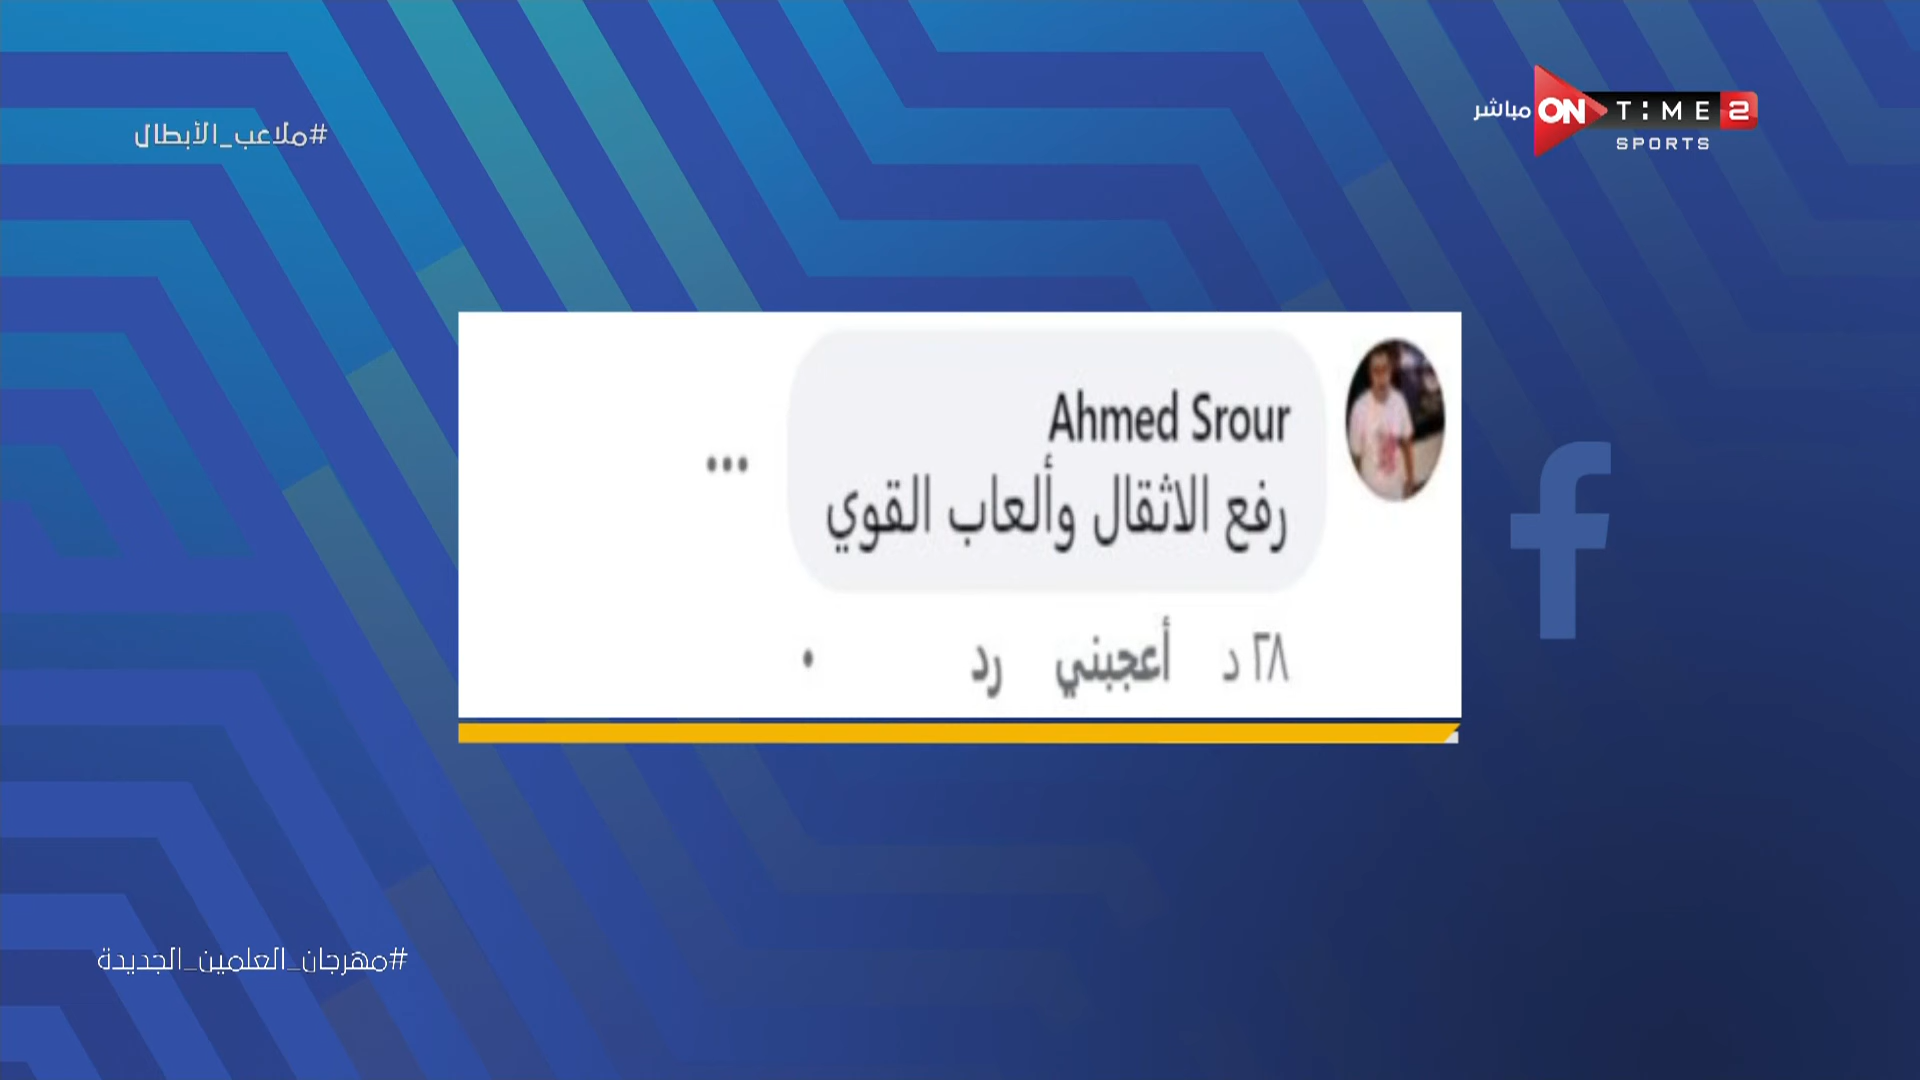 #ملاعب_الأبطال
مباشر ON TIME 2
SPORTS
Ahmed Srour
رفع الاثقال وألعاب القوي
٢٨ د أعجبني رد
#مهرجان_العلمين_الجديدة